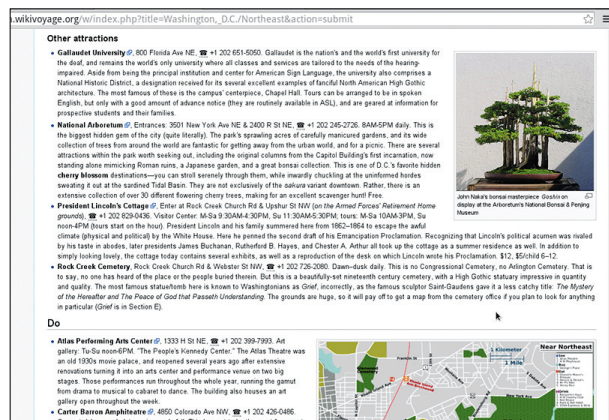 .wikivoyage.org/w/index.php?title=Washington,_D.C./Northeast&action=submit
Other attractions
Gallaudet University, 800 Florida Ave NE, ☎ +1 202 651-5050. Gallaudet is the nation's and the world's first university for
the deaf, and remains the world's only university where all classes and services are tailored to the needs of the hearing-
impaired. Aside from being the principal institution and center for American Sign Language, the university also comprises a
National Historic District, a designation received for its several excellent examples of fanciful North American High Gothic
architecture. The most famous of these is the campus' centerpiece, Chapel Hall. Tours can be arranged to be in spoken
English, but only with a good amount of advance notice (they are routinely available in ASL), and are geared at information for
prospective students and their families.
National Arboretum, Entrances: 3501 New York Ave NE & 2400 R St NE, ☎ +1 202 245-2726. 8AM-5PM daily. This is
the biggest hidden gem of the city (quite literally). The park's sprawling acres of carefully manicured gardens, and its wide
collection of trees from around the world are fantastic for getting away from the urban world, and for a picnic. There are several
attractions within the park worth seeking out, including the original columns from the Capitol Building's first incarnation, now
standing alone mimicking Roman ruins, a Japanese garden, and a great bonsai collection. This is one of D.C.'s favorite hidden
cherry blossom destinations—you can stroll serenely through them, while inwardly chuckling at the uninformed hordes
sweating it out at the sardined Tidal Basin. They are not exclusively of the sakura variant downtown. Rather, there is an
extensive collection of over 30 different flowering cherry trees, making for an excellent scavenger hunt! Free.
John Naka's bonsai masterpiece Goshin on
display at the Arboretum's National Bonsai & Penjing
Museum
President Lincoln's Cottage, Enter at Rock Creek Church Rd & Upshur St NW (on the Armed Forces' Retirement Home
grounds), ☎ +1 202 829-0436. Visitor Center: M-Sa 9:30AM-4:30PM, Su 11:30AM-5:30PM; tours: M-Sa 10AM-3PM, Su
noon-4PM (tours start on the hour). President Lincoln and his family summered here from 1862–1864 to escape the awful
climate (physical and political) by the White House. Here he penned the second draft of his Emancipation Proclamation. Recognizing that Lincoln's political acumen was rivaled
by his taste in abodes, later presidents James Buchanan, Rutherford B. Hayes, and Chester A. Arthur all took up the cottage as a summer residence as well. In addition to
simply looking lovely, the cottage today contains several exhibits, as well as a reproduction of the desk on which Lincoln wrote his Proclamation. $12, $5/child 6–12.
Rock Creek Cemetery, Rock Creek Church Rd & Webster St NW, ☎ +1 202 726-2080. Dawn–dusk daily. This is no Congressional Cemetery, no Arlington Cemetery. That is
to say, no one has heard of the place or the people buried therein. But this is a beautifully-set nineteenth century cemetery, with a High Gothic statuary impressive in quantity
and quality. The most famous statue/tomb here is known to Washingtonians as Grief, incorrectly, as the famous sculptor Saint-Gaudens gave it a less catchy title: The Mystery
of the Hereafter and The Peace of God that Passeth Understanding. The grounds are huge, so it will pay off to get a map from the cemetery office if you plan to look for anything
in particular (Grief is in Section E).
Do
Atlas Performing Arts Center, 1333 H St NE, ☎ +1 202 399-7993. Art
gallery: Tu-Su noon-6PM. "The People's Kennedy Center." The Atlas Theatre was
an old 1930s movie palace, and reopened several years ago after extensive
renovations turning it into an arts center and performance venue on two big
stages. Those performances run throughout the whole year, running the gamut
from drama to musical to cabaret to dance. The building also houses an art
gallery open throughout the week.
Carter Barron Amphitheatre, 4850 Colorado Ave NW, ☎ +1 202 426-0486.
1 Kilometer
1 Mile
Near Northeast
Franklin St